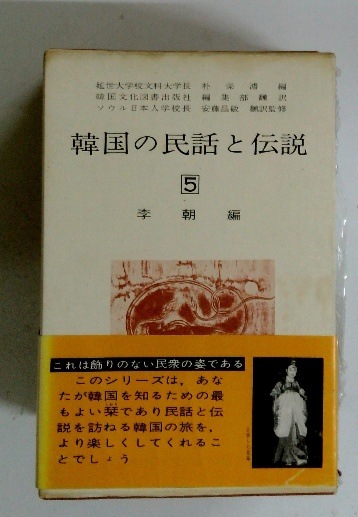 延世大学校文科大学長 朴 栄 濬 編
韓国文化図書出版社 編 集 部 翻 訳
ソウル日本人学校長 安藤昌敏 翻訳監修
韓国の民話と伝説
5
李 朝 編
これは飾りのない民衆の姿である
このシリーズは，あな
たが韓国を知るための最
もよい栞であり民話と伝
説を訪ねる韓国の旅を，
より楽しくしてくれるこ
とでしょう